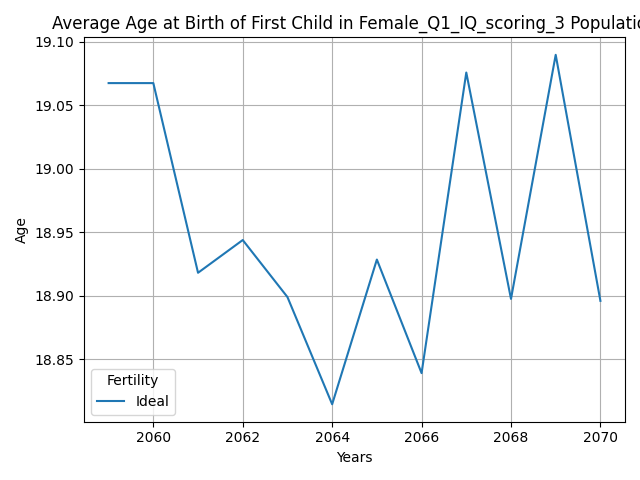 Average Age at Birth of First Child in Female_Q1_IQ_scoring_3 Populatio
19.10
19.05
19.00
18.95
18.90
18.85
Age
Fertility
Ideal
2060 2062 2064 2066 2068 2070
Years